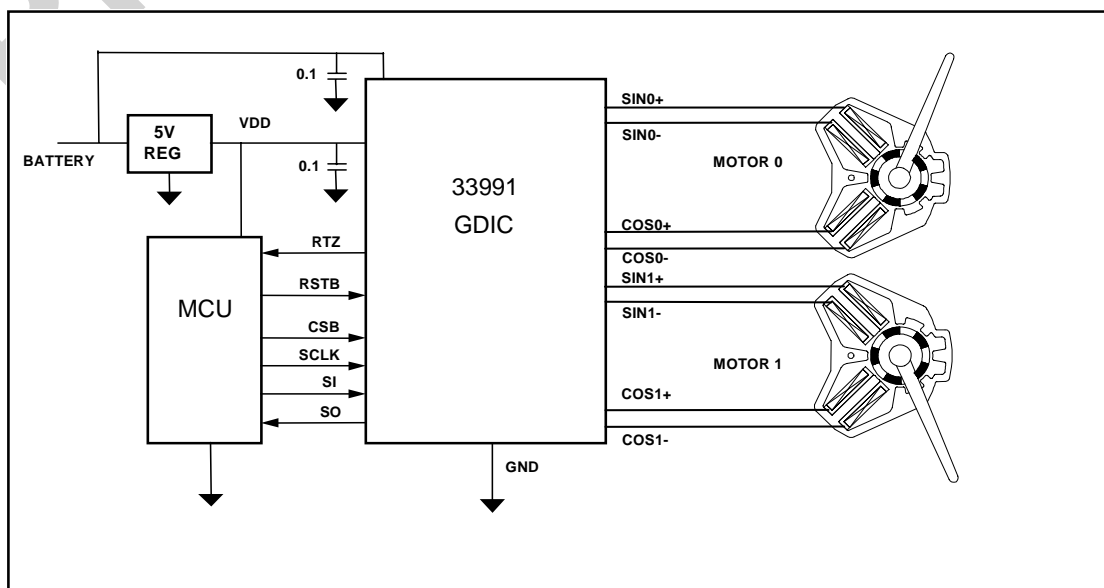 0.1
5V
REG
VDD
BATTERY
0.1
33991
GDIC
SIN0+
SIN0-
MOTOR 0
COS0+
COS0-
SIN1+
SIN1-
MOTOR 1
COS1+
COS1-
RTZ
RSTB
MCU
CSB
SCLK
SI
SO
GND